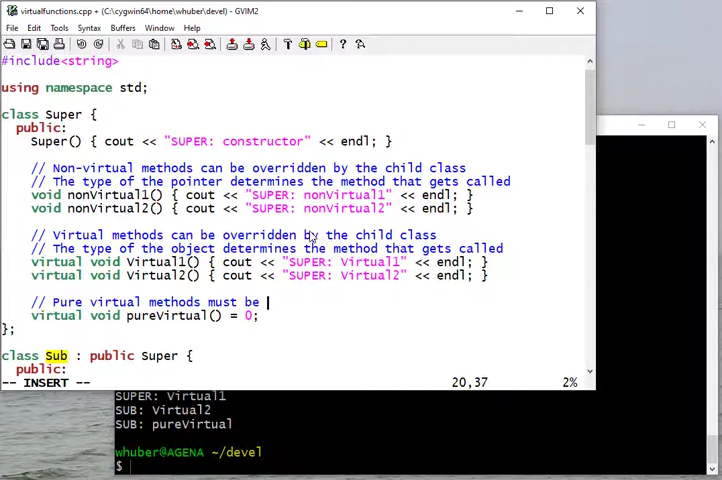 virtualfunctions.cpp + (C:\cygwin64\home\whuber\devel) - GVIM2
File Edit Tools Syntax Buffers Window Help
#include<string>
using namespace std;
class Super {
public:
Super() { cout << "SUPER: constructor" << endl; }
// Non-virtual methods can be overridden by the child class
// The type of the pointer determines the method that gets called
void nonVirtual1() { cout << "SUPER: nonVirtual1" << endl; }
void nonVirtual2() { cout << "SUPER: nonVirtual2" << endl; }
// Virtual methods can be overridden by the child class
// The type of the object determines the method that gets called
virtual void Virtual1() { cout << "SUPER: Virtual1" << endl; }
virtual void Virtual2() { cout << "SUPER: Virtual2" << endl; }
// Pure virtual methods must be
virtual void pureVirtual() = 0;
};
class Sub : public Super {
public:
-- INSERT -- 20,37 2%
SUPER: Virtual1
SUB: Virtual2
SUB: pureVirtual
whuber@AGENA ~/devel
$